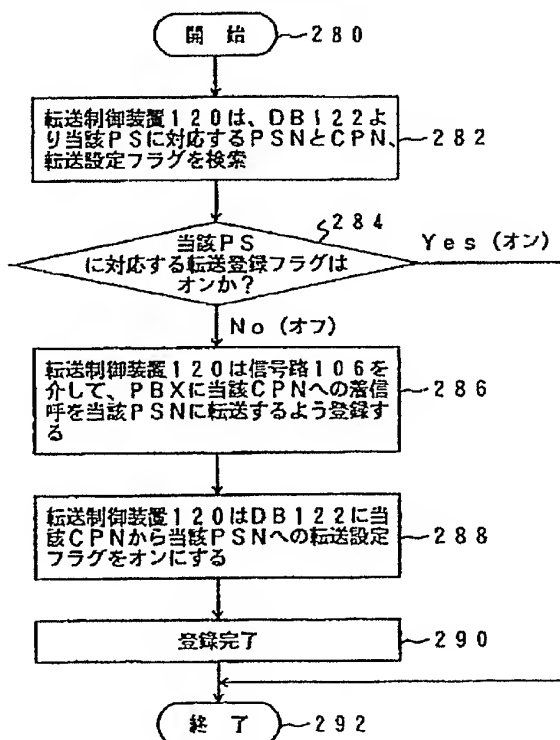 開 始
280
転送制御装置120は、DB122よ
り当該PSに対応するPSNとCPN、
転送設定フラグを検索
282
284
当該PS
に対応する転送登録フラグは
オンか?
Yes (オン)
No (オフ)
転送制御装置120は信号路106を
介して、PBXに当該CPNへの着信
呼を当該PSNに転送するよう登録す
る
286
転送制御装置120はDB122に当
該CPNから当該PSNへの転送設定
フラグをオンにする
288
登録完了
290
終 了
292